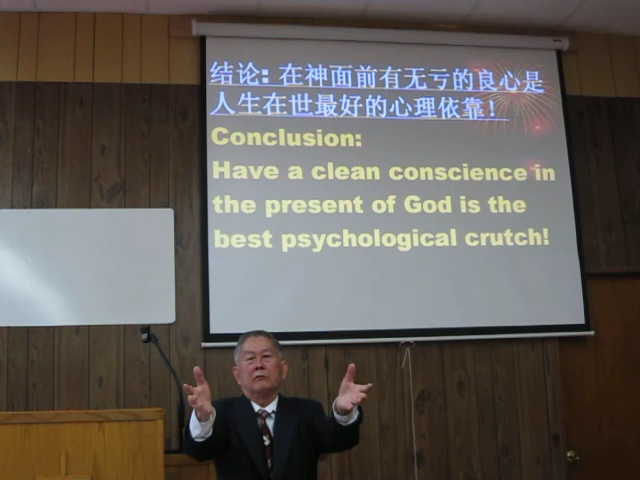 结论: 在神面前有无亏的良心是
人生在世最好的心理依靠！
Conclusion:
Have a clean conscience in
the present of God is the
best psychological crutch!